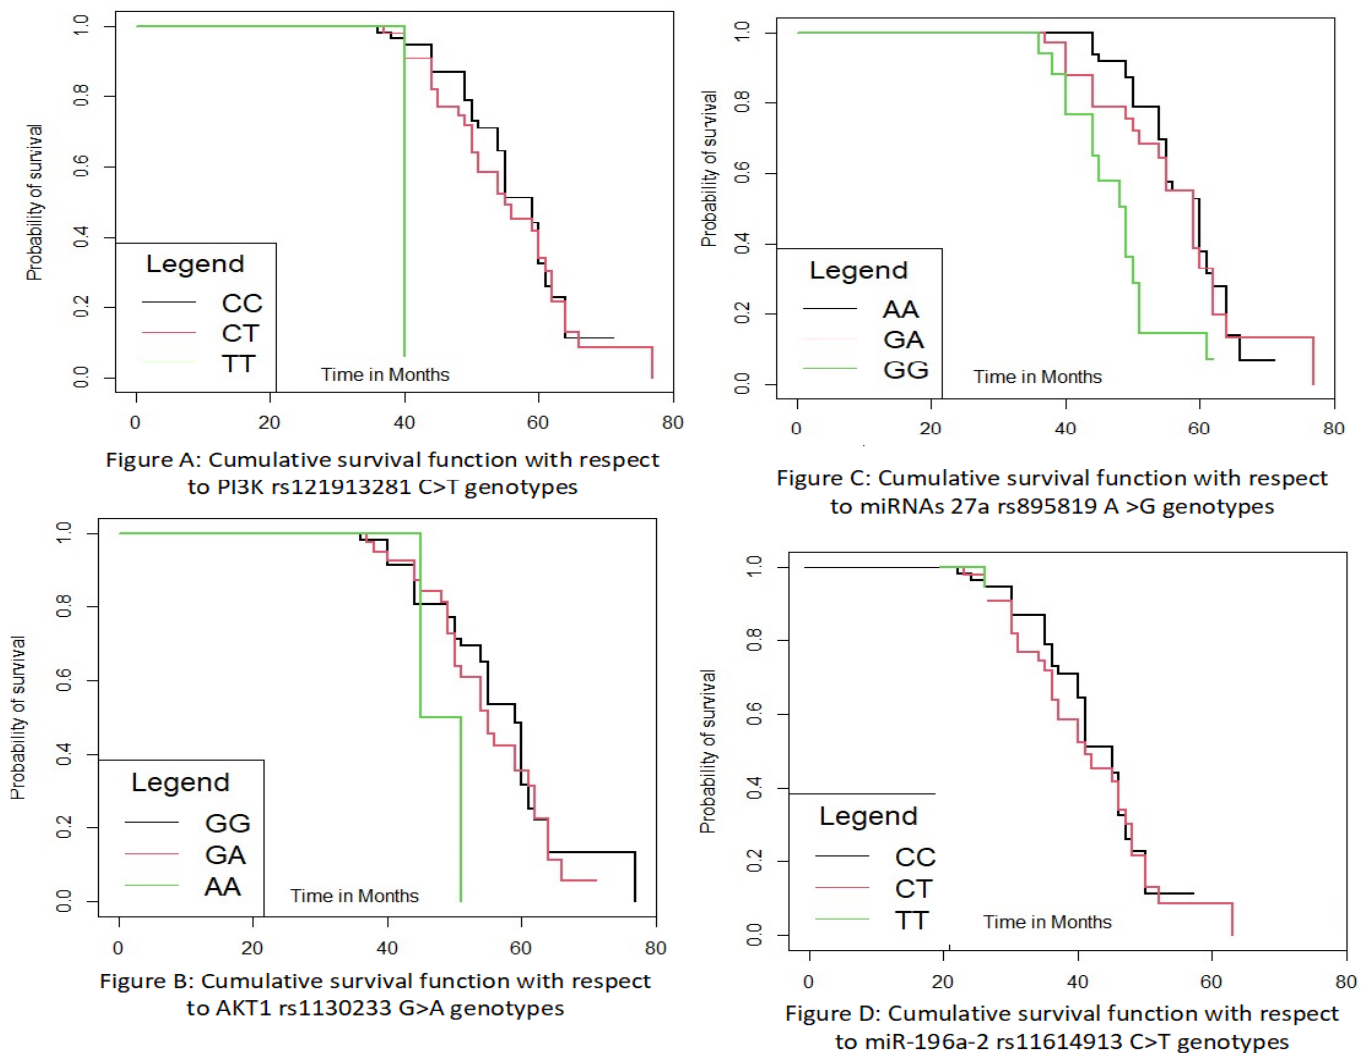 1.0
0.8
0.6
0.4
0.2
0.0
Probability of survival
Legend
CC
CT
TT
Time in Months
0 20 40 60 80
Figure A: Cumulative survival function with respect
to PI3K rs121913281 C>T genotypes
1.0
0.8
0.6
0.4
0.2
0.0
Probability of survival
Legend
AA
GA
GG
Time in Months
0 20 40 60 80
Figure C: Cumulative survival function with respect
to miRNAs 27a rs895819 A >G genotypes
1.0
0.8
0.6
0.4
0.2
0.0
Probability of survival
Legend
GG
GA
AA
Time in Months
0 20 40 60 80
Figure B: Cumulative survival function with respect
to AKT1 rs1130233 G>A genotypes
1.0
0.8
0.6
0.4
0.2
0.0
Probability of survival
Legend
CC
CT
TT
Time in Months
0 20 40 60 80
Figure D: Cumulative survival function with respect
to miR-196a-2 rs11614913 C>T genotypes